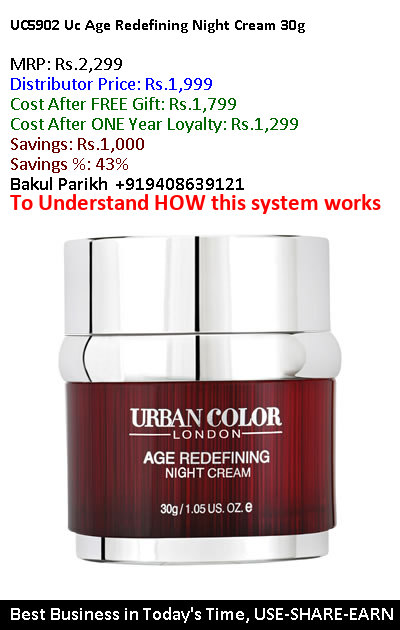 UC5902 Uc Age Redefining Night Cream 30g
MRP: Rs.2,299
Distributor Price: Rs.1,999
Cost After FREE Gift: Rs.1,799
Cost After ONE Year Loyalty: Rs.1,299
Savings: Rs.1,000
Savings %: 43%
Bakul Parikh +919408639121
To Understand HOW this system works
URBAN COLOR
LONDON
AGE REDEFINING
NIGHT CREAM
30g / 1.05 US. OZ. e
Best Business in Today's Time, USE-SHARE-EARN